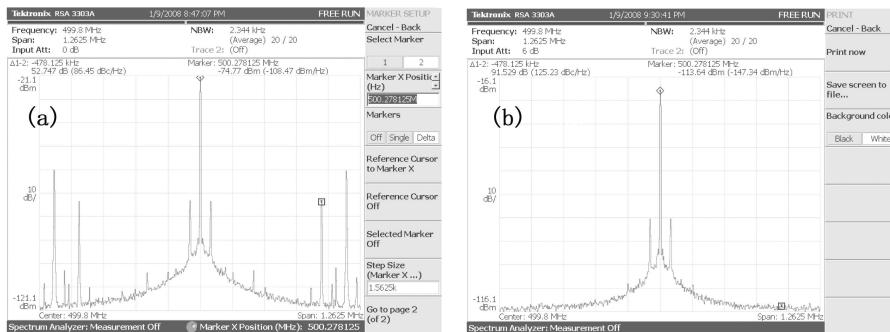 Tektronix RSA 3303A 1/9/2008 8:47:07 PM FREE RUN
Frequency: 499.8 MHz NBW: 2.344 kHz
Span: 1.2625 MHz (Average) 20 / 20
Input Att: 0 dB Trace 2: (Off)
Δ1-2: -478.125 kHz Marker: 500.278125 MHz
52.747 dB (86.45 dBc/Hz) -74.77 dBm (-108.47 dBm/Hz)
-21.1
dBm
(a)
10
dB/
1
-121.1
dBm
Center: 499.8 MHz Span: 1.2625 MHz
Spectrum Analyzer: Measurement Off Marker X Position (MHz): 500.278125
MARKER SETUP
Cancel - Back
Select Marker
1 2
Marker X Positic
(Hz)
500.278125M
Markers
Off Single Delta
Reference Cursor
to Marker X
Reference Cursor
Off
Selected Marker
Off
Step Size
(Marker X ...)
1.5625k
Go to page 2
(of 2)
Tektronix RSA 3303A 1/9/2008 9:30:41 PM FREE RUN
Frequency: 499.8 MHz NBW: 2.344 kHz
Span: 1.2625 MHz (Average) 20 / 20
Input Att: 6 dB Trace 2: (Off)
Δ1-2: -478.125 kHz Marker: 500.278125 MHz
91.529 dB (125.23 dBc/Hz) -113.64 dBm (-147.34 dBm/Hz)
-16.1
dBm
(b)
10
dB/
-116.1
dBm
Center: 499.8 MHz Span: 1.2625 MHz
Spectrum Analyzer: Measurement Off
PRINT
Cancel - Back
Print now
Save screen to
file...
Background colo
Black White